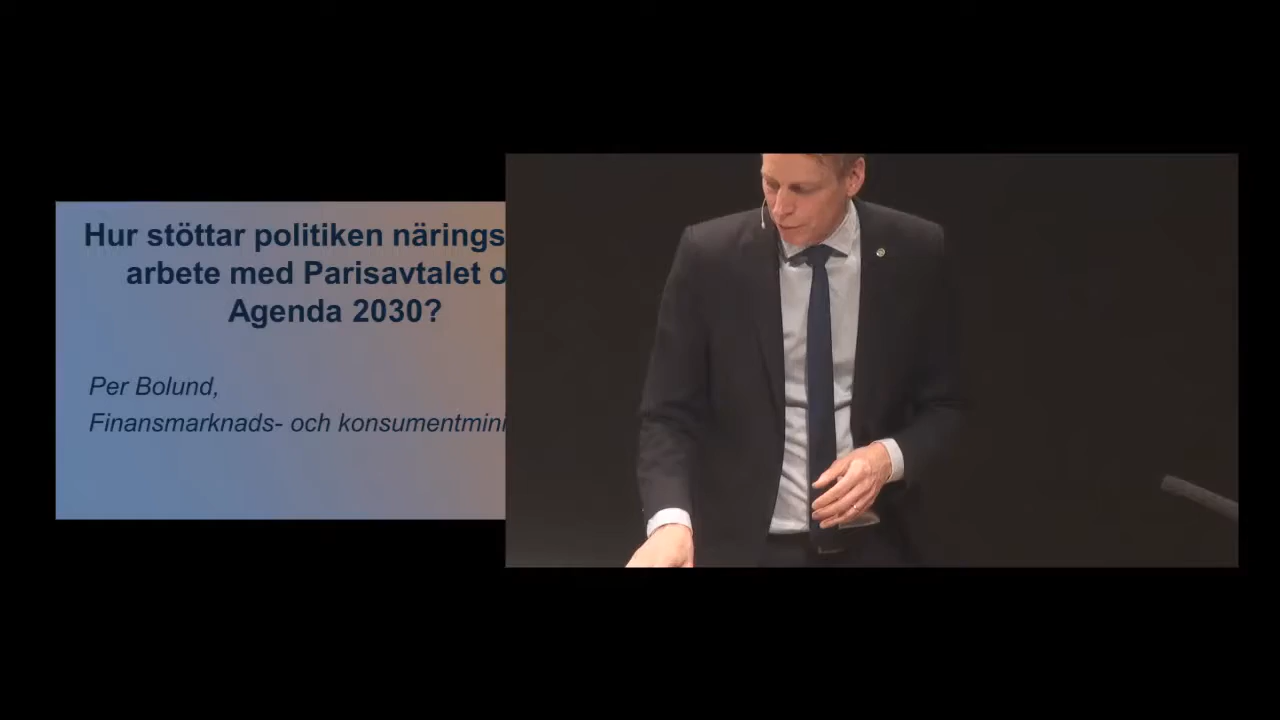 Hur stöttar politiken närings
arbete med Parisavtalet o
Agenda 2030?
Per Bolund,
Finansmarknads- och konsumentmini